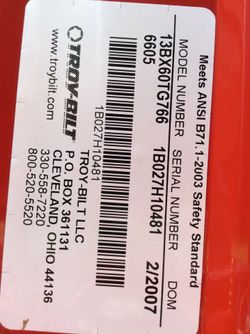 Meets ANSI B71.1-2003 Safety Standard
MODEL NUMBER SERIAL NUMBER DOM
13BX60TG766 1B027H10481 2/2007
6605
1B027H10481
TROY-BILT
www.troybilt.com
TROY-BILT LLC
P.O. BOX 361131
CLEVELAND, OHIO 44136
330-558-7220
800-520-5520